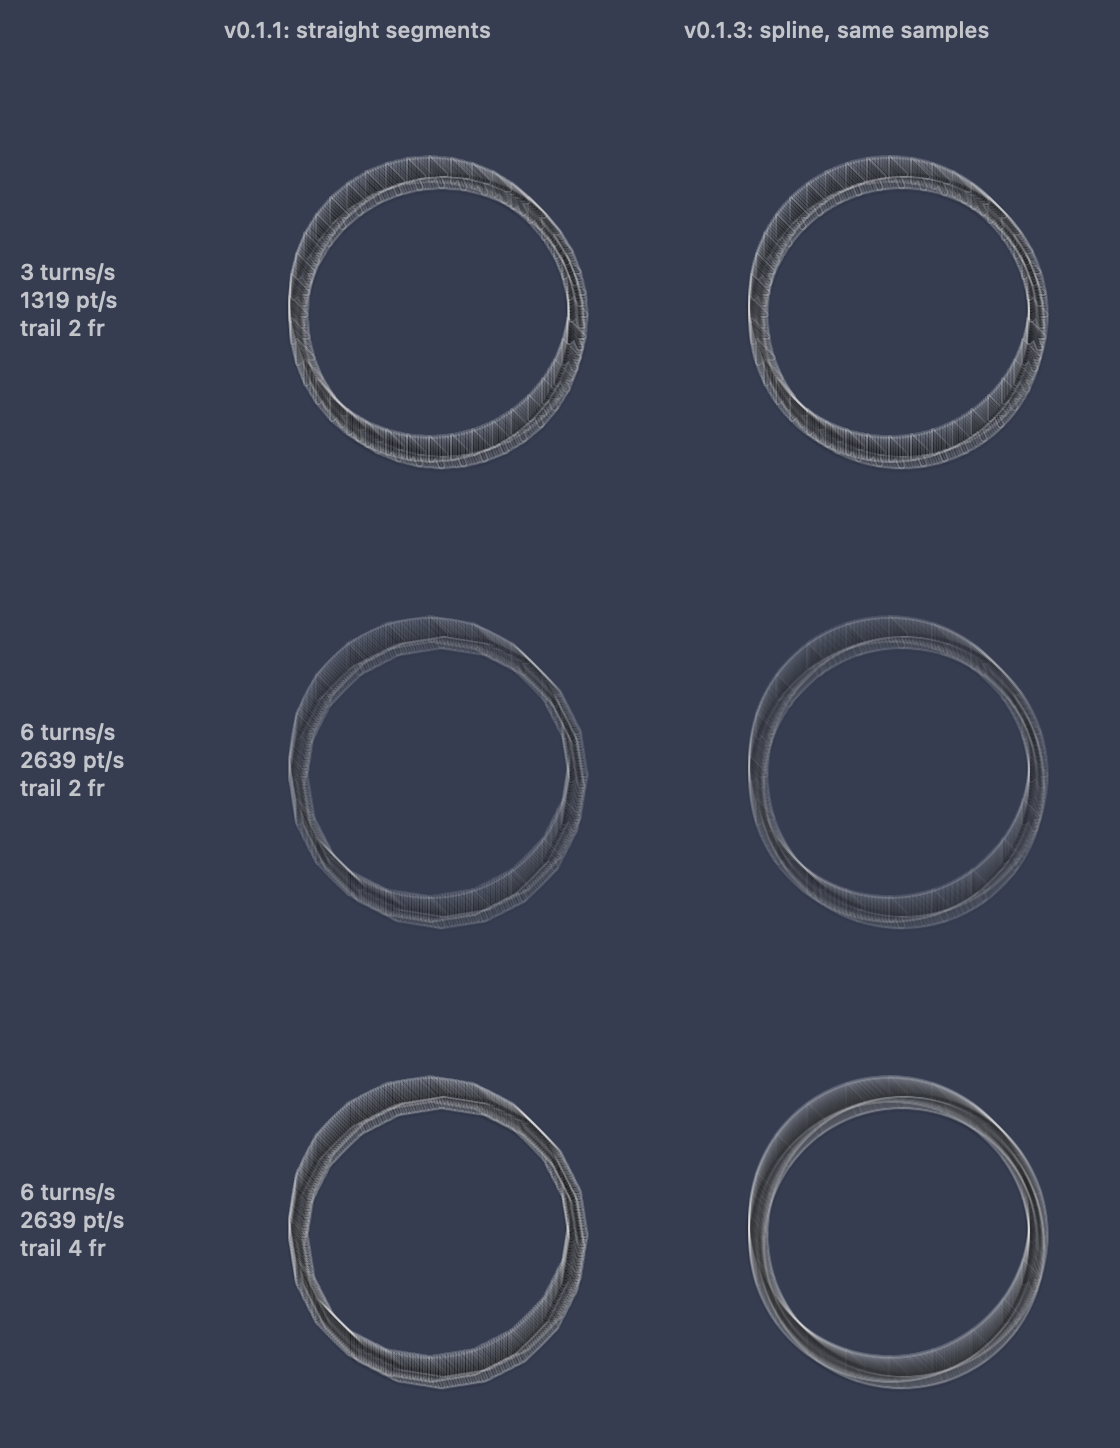 v0.1.1: straight segments
v0.1.3: spline, same samples
3 turns/s
1319 pt/s
trail 2 fr
6 turns/s
2639 pt/s
trail 2 fr
6 turns/s
2639 pt/s
trail 4 fr